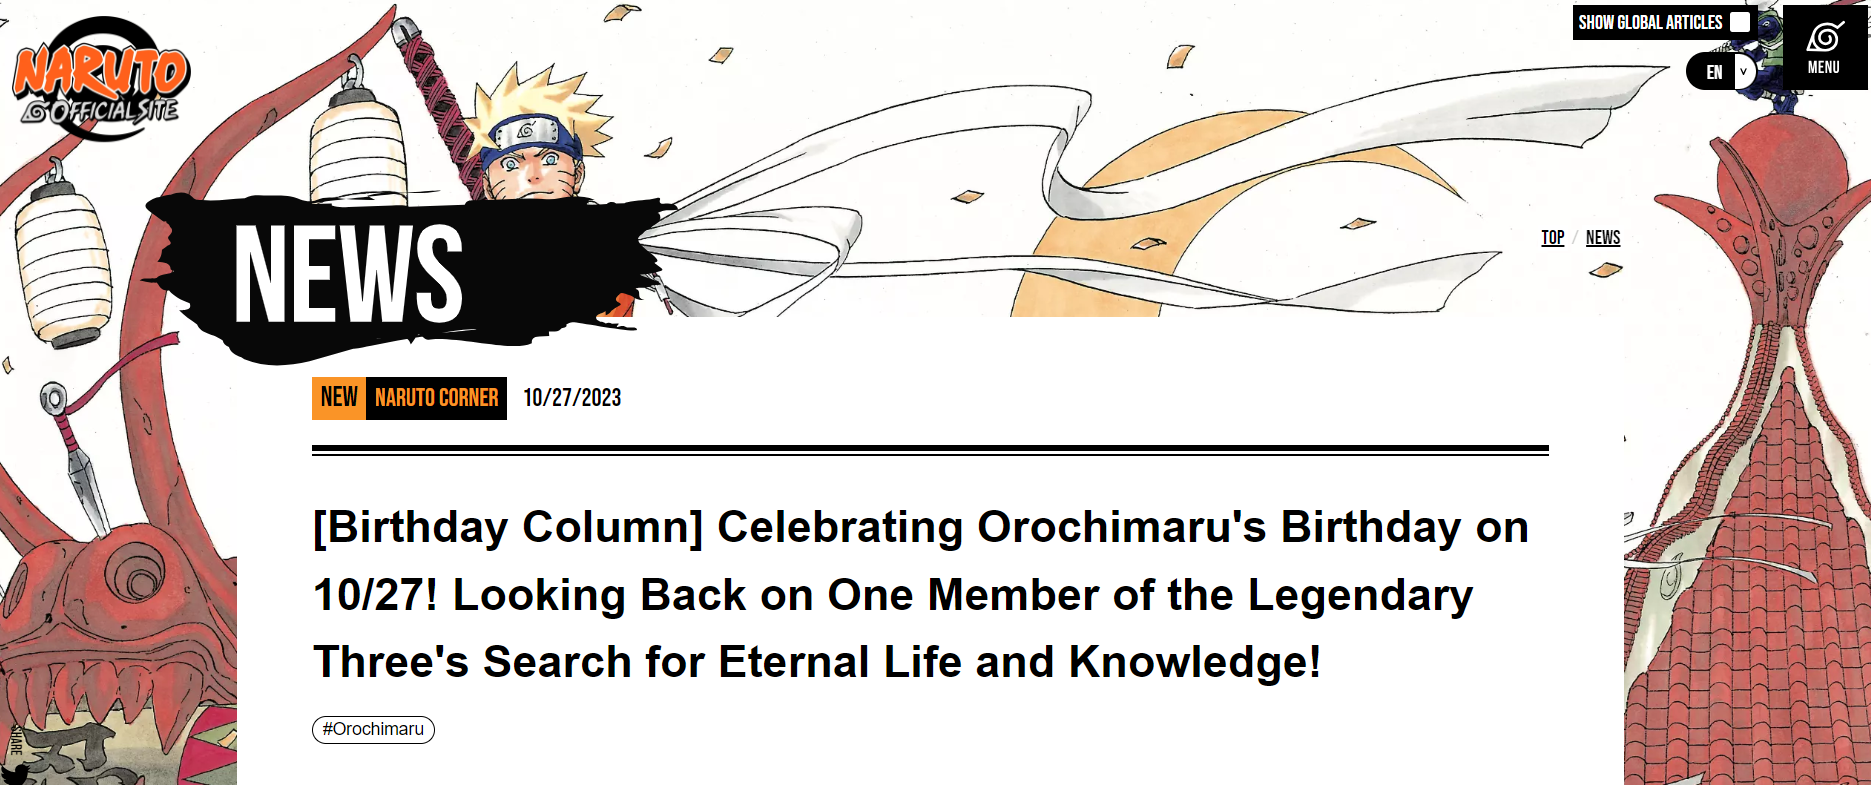 NARUTO
OFFICIAL SITE
SHOW GLOBAL ARTICLES
EN
MENU
NEWS
TOP / NEWS
NEW NARUTO CORNER 10/27/2023
[Birthday Column] Celebrating Orochimaru's Birthday on
10/27! Looking Back on One Member of the Legendary
Three's Search for Eternal Life and Knowledge!
#Orochimaru
SHARE